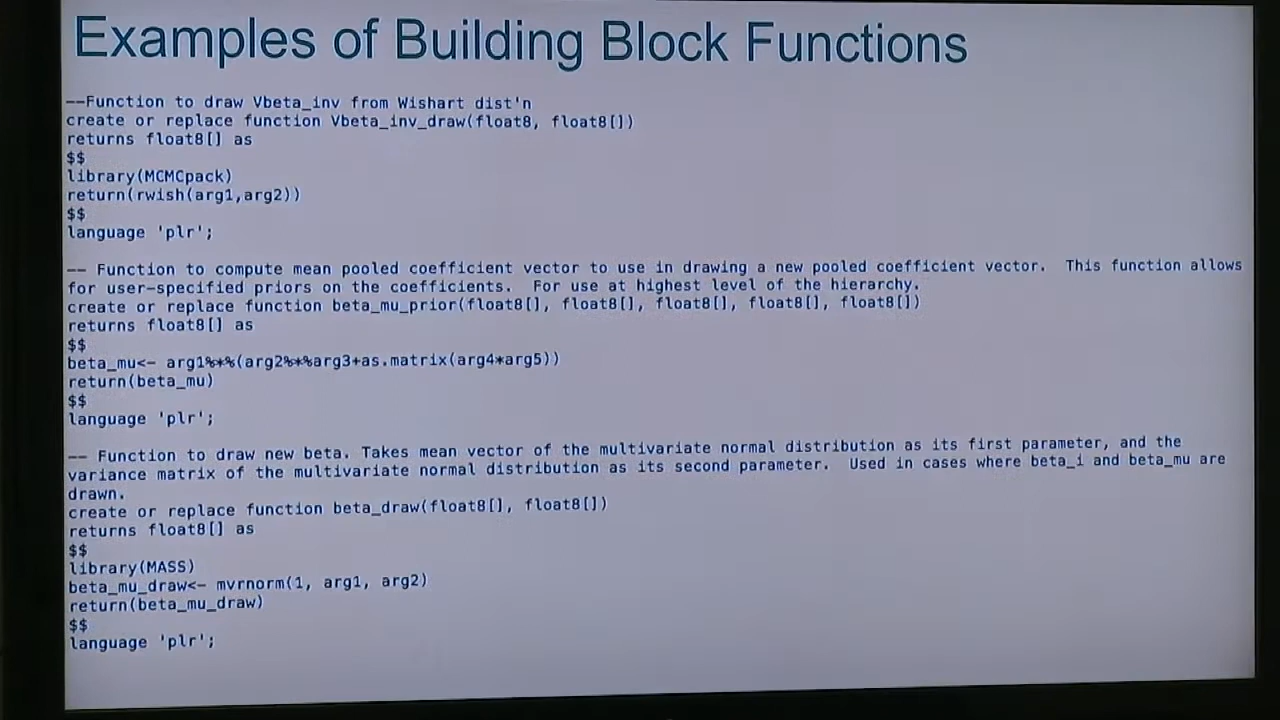 Examples of Building Block Functions
--Function to draw Vbeta_inv from Wishart dist'n
create or replace function Vbeta_inv_draw(float8, float8[])
returns float8[] as
$$
library(MCMCpack)
return(rwish(arg1,arg2))
$$
language 'plr';
-- Function to compute mean pooled coefficient vector to use in drawing a new pooled coefficient vector.  This function allows
for user-specified priors on the coefficients.  For use at highest level of the hierarchy.
create or replace function beta_mu_prior(float8[], float8[], float8[], float8[], float8[])
returns float8[] as
$$
beta_mu<- arg1%*%(arg2%*%arg3+as.matrix(arg4*arg5))
return(beta_mu)
$$
language 'plr';
-- Function to draw new beta. Takes mean vector of the multivariate normal distribution as its first parameter, and the
variance matrix of the multivariate normal distribution as its second parameter.  Used in cases where beta_i and beta_mu are
drawn.
create or replace function beta_draw(float8[], float8[])
returns float8[] as
$$
library(MASS)
beta_mu_draw<- mvrnorm(1, arg1, arg2)
return(beta_mu_draw)
$$
language 'plr';